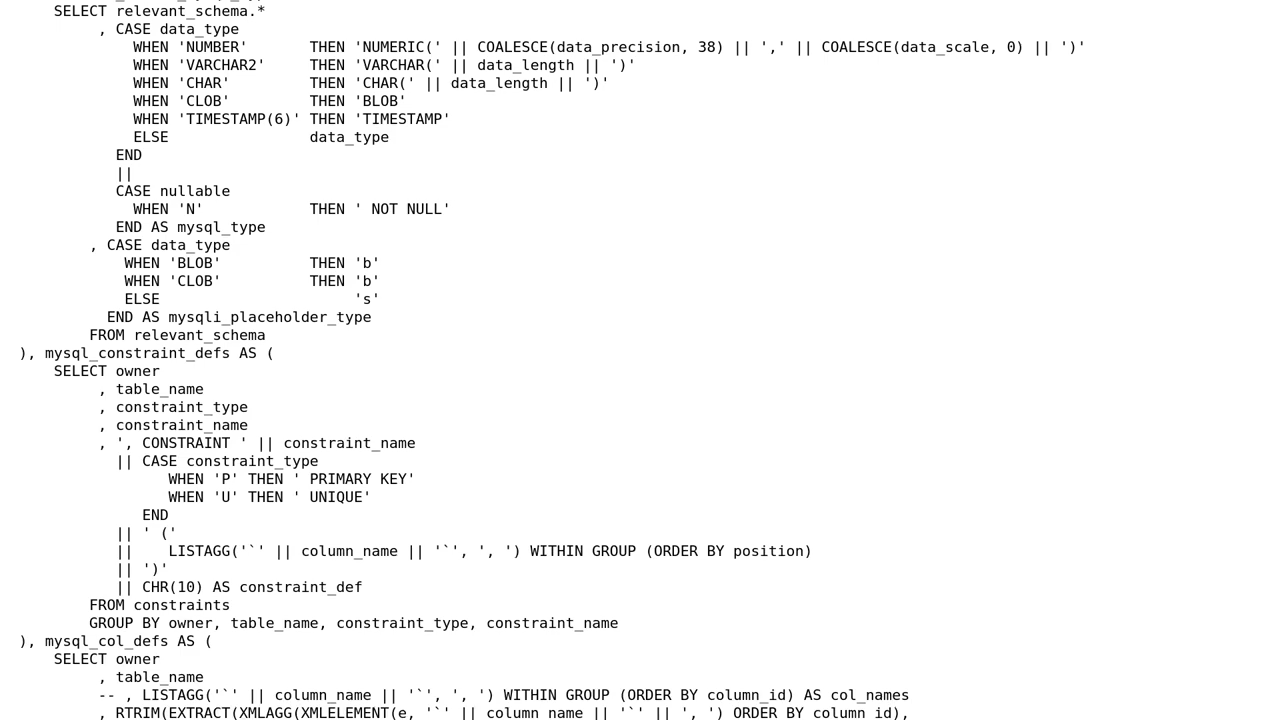 SELECT relevant_schema.*
, CASE data_type
WHEN 'NUMBER' THEN 'NUMERIC(' || COALESCE(data_precision, 38) || ',' || COALESCE(data_scale, 0) || ')'
WHEN 'VARCHAR2' THEN 'VARCHAR(' || data_length || ')'
WHEN 'CHAR' THEN 'CHAR(' || data_length || ')'
WHEN 'CLOB' THEN 'BLOB'
WHEN 'TIMESTAMP(6)' THEN 'TIMESTAMP'
ELSE data_type
END
||
CASE nullable
WHEN 'N' THEN ' NOT NULL'
END AS mysql_type
, CASE data_type
WHEN 'BLOB' THEN 'b'
WHEN 'CLOB' THEN 'b'
ELSE 's'
END AS mysqli_placeholder_type
FROM relevant_schema
), mysql_constraint_defs AS (
SELECT owner
, table_name
, constraint_type
, constraint_name
, ', CONSTRAINT ' || constraint_name
|| CASE constraint_type
WHEN 'P' THEN ' PRIMARY KEY'
WHEN 'U' THEN ' UNIQUE'
END
|| ' ('
|| LISTAGG('`' || column_name || '`', ', ') WITHIN GROUP (ORDER BY position)
|| ')'
|| CHR(10) AS constraint_def
FROM constraints
GROUP BY owner, table_name, constraint_type, constraint_name
), mysql_col_defs AS (
SELECT owner
, table_name
-- , LISTAGG('`' || column_name || '`', ', ') WITHIN GROUP (ORDER BY column_id) AS col_names
, RTRIM(EXTRACT(XMLAGG(XMLELEMENT(e, '`' || column_name || '`' || ', ') ORDER BY column_id),